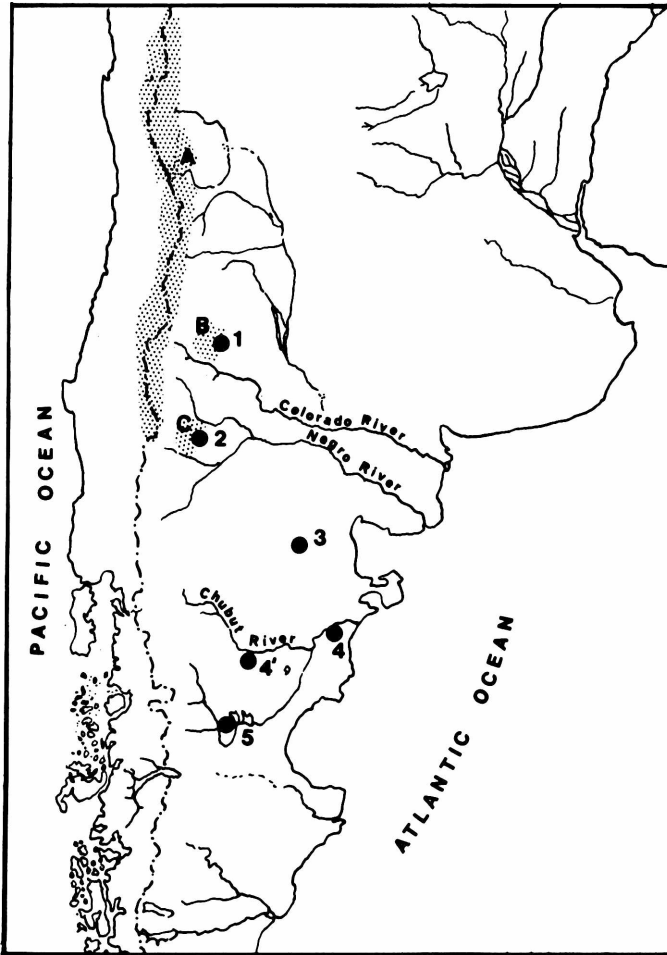 A
B
1
Colorado River
C
2
Negro River
PACIFIC OCEAN
3
Chubut River
4
4'
5
ATLANTIC OCEAN